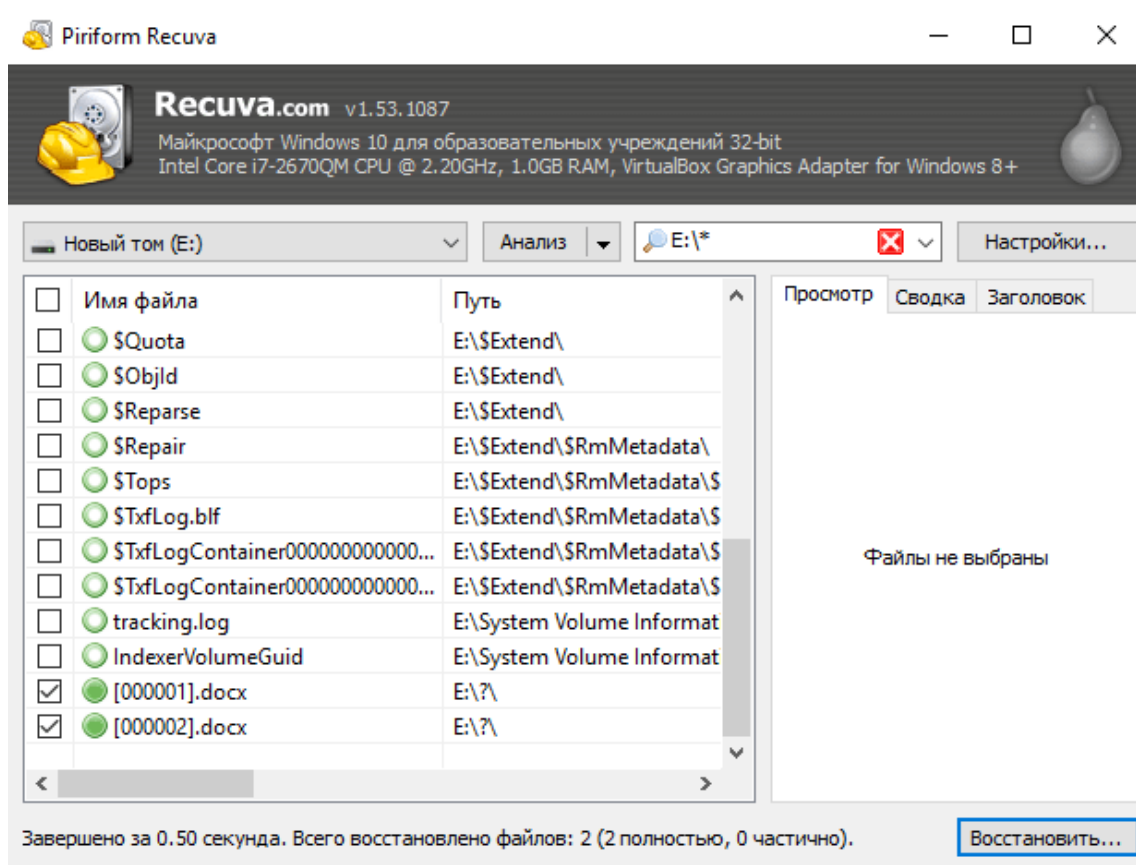 Piriform Recuva
Recuva.com v1.53.1087
Майкрософт Windows 10 для образовательных учреждений 32-bit
Intel Core i7-2670QM CPU @ 2.20GHz, 1.0GB RAM, VirtualBox Graphics Adapter for Windows 8+
Новый том (E:) Анализ E:\* Настройки...
Имя файла Путь Просмотр Сводка Заголовок
$Quota E:\$Extend\
$ObjId E:\$Extend\
$Reparse E:\$Extend\
$Repair E:\$Extend\$RmMetadata\
$Tops E:\$Extend\$RmMetadata\$
$TxfLog.blf E:\$Extend\$RmMetadata\$
$TxfLogContainer000000000000... E:\$Extend\$RmMetadata\$
Файлы не выбраны
$TxfLogContainer000000000000... E:\$Extend\$RmMetadata\$
tracking.log E:\System Volume Informat
IndexerVolumeGuid E:\System Volume Informat
[000001].docx E:\?\
[000002].docx E:\?\
Завершено за 0.50 секунда. Всего восстановлено файлов: 2 (2 полностью, 0 частично). Восстановить...